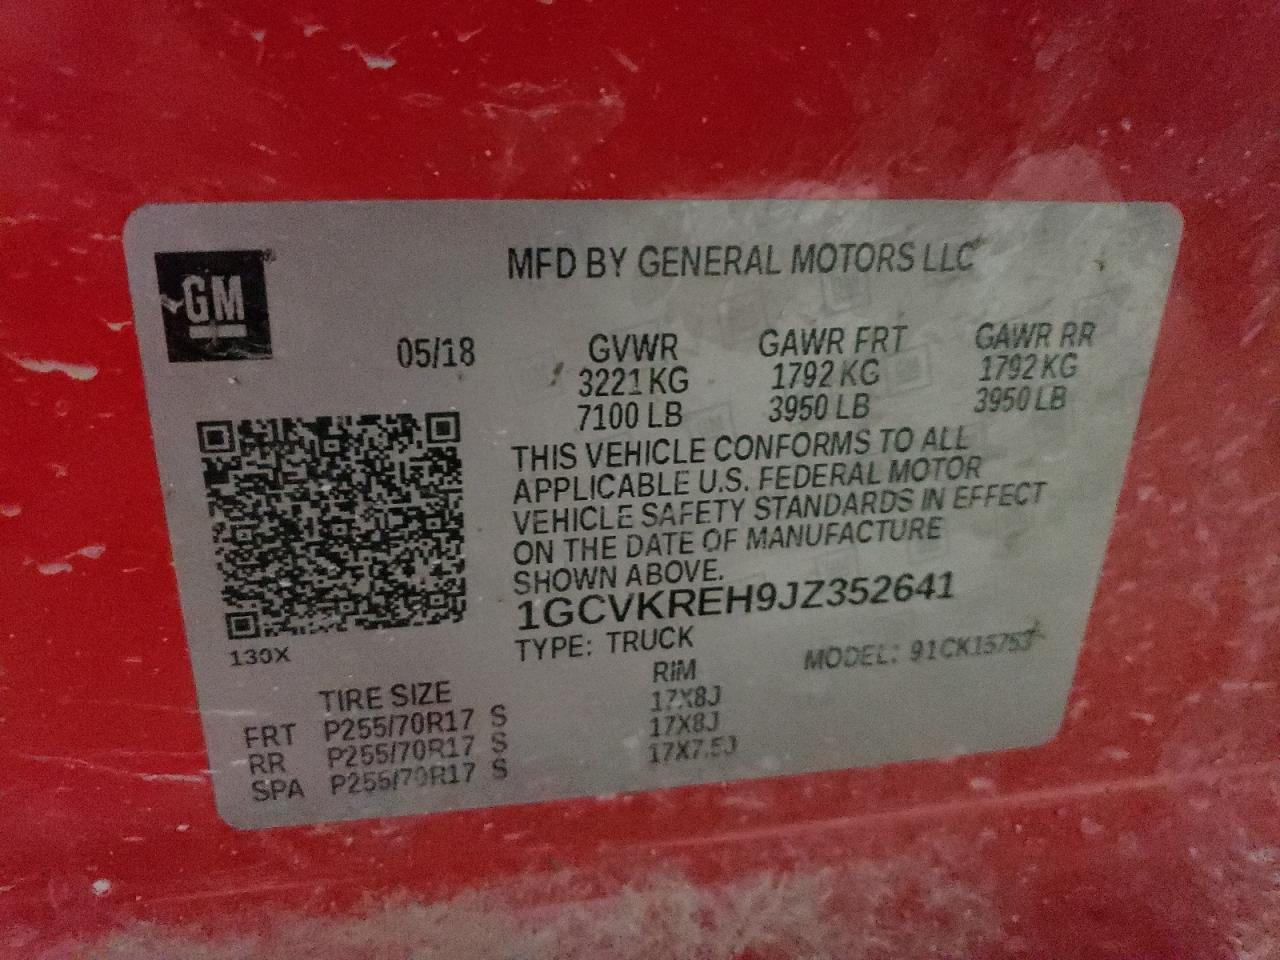 GM
MFD BY GENERAL MOTORS LLC
05/18 GVWR GAWR FRT GAWR RR
3221 KG 1792 KG 1792 KG
7100 LB 3950 LB 3950 LB
THIS VEHICLE CONFORMS TO ALL
APPLICABLE U.S. FEDERAL MOTOR
VEHICLE SAFETY STANDARDS IN EFFECT
ON THE DATE OF MANUFACTURE
SHOWN ABOVE.
1GCVKREH9JZ352641
130X
TYPE: TRUCK MODEL: 91CK15753
TIRE SIZE RIM
FRT P255/70R17 S 17X8J
RR P255/70R17 S 17X8J
SPA P255/70R17 S 17X7.5J